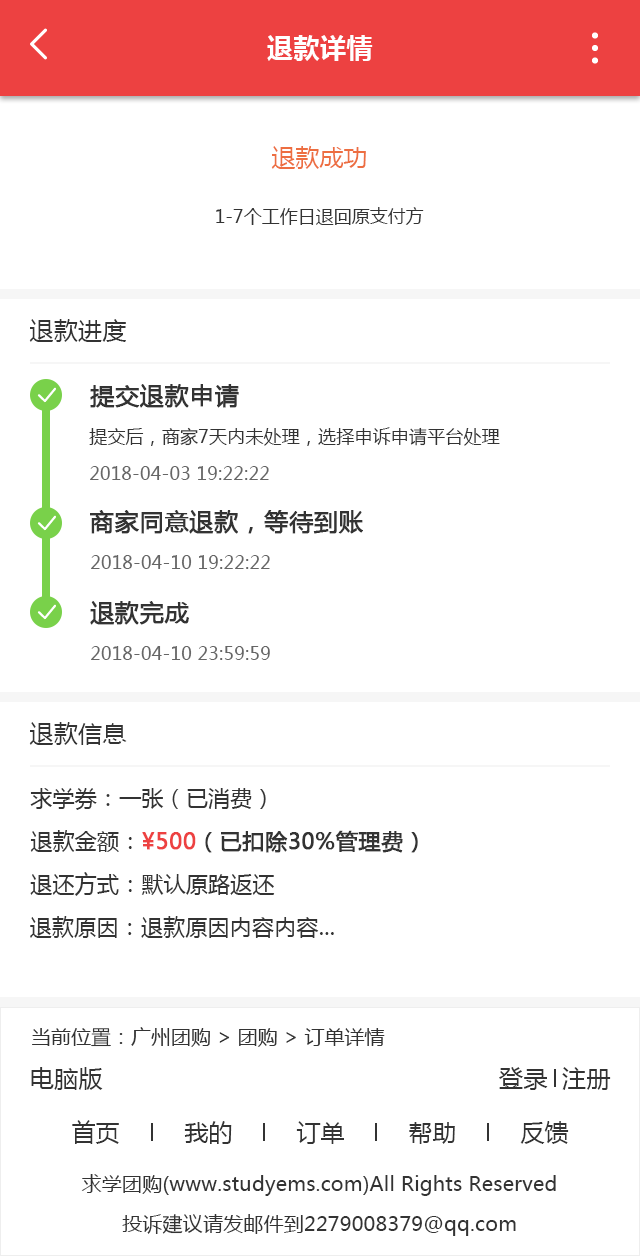 退款详情
退款成功
1-7个工作日退回原支付方
退款进度
提交退款申请
提交后，商家7天内未处理，选择申诉申请平台处理
2018-04-03 19:22:22
商家同意退款，等待到账
2018-04-10 19:22:22
退款完成
2018-04-10 23:59:59
退款信息
求学券：一张（已消费）
退款金额：¥500（已扣除30%管理费）
退还方式：默认原路返还
退款原因：退款原因内容内容...
当前位置：广州团购 > 团购 > 订单详情
电脑版 登录 | 注册
首页 | 我的 | 订单 | 帮助 | 反馈
求学团购(www.studyems.com)All Rights Reserved
投诉建议请发邮件到2279008379@qq.com